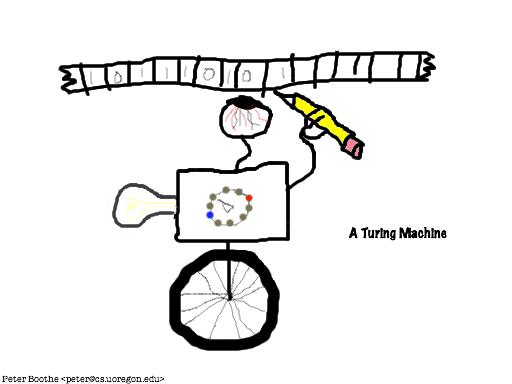 A Turing Machine
Peter Boothe <peter@cs.uoregon.edu>